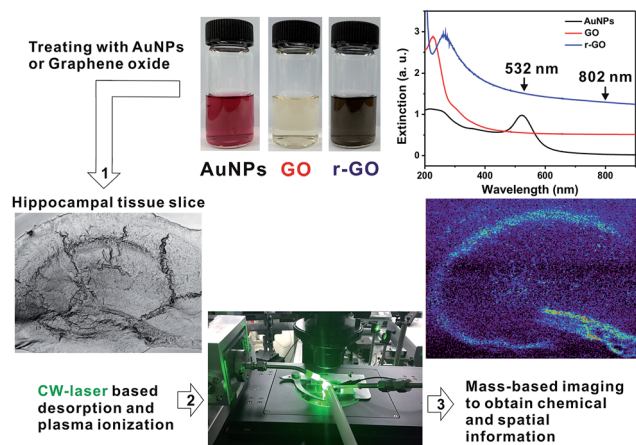 Treating with AuNPs
or Graphene oxide
AuNPs GO r-GO
Extinction (a. u.)
3
2
1
0
AuNPs
GO
r-GO
532 nm
802 nm
200 400 600 800
Wavelength (nm)
1
Hippocampal tissue slice
CW-laser based
desorption and
plasma ionization
2
3
Mass-based imaging
to obtain chemical
and spatial
information